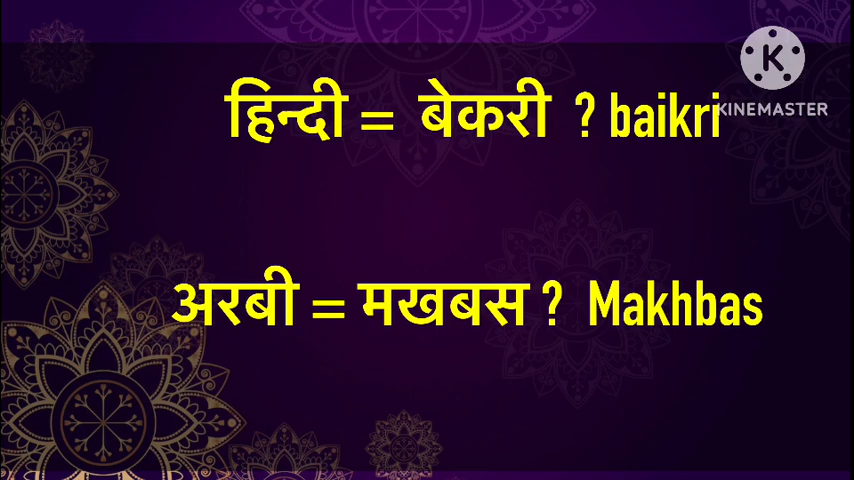 हिन्दी = बेकरी ? baikri
KINEMASTER
अरबी = मखबस ? Makhbas